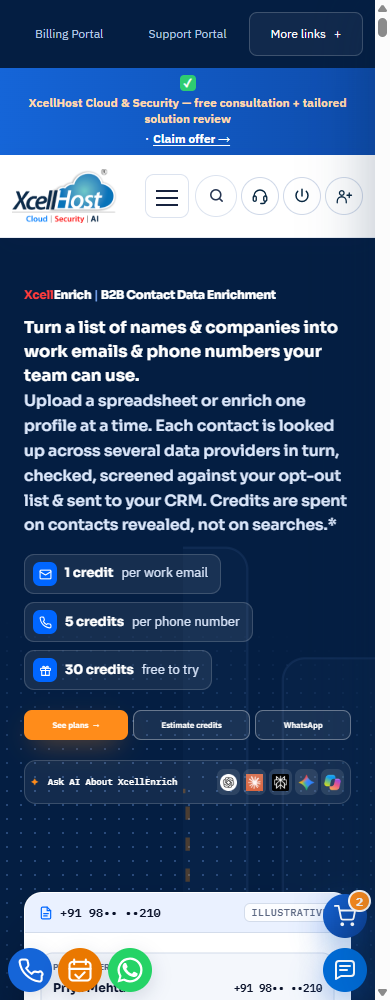 Billing Portal Support Portal More links +
XcellHost Cloud & Security — free consultation + tailored
solution review
· Claim offer →
XcellHost®
Cloud | Security | AI
XcellEnrich | B2B Contact Data Enrichment
Turn a list of names & companies into
work emails & phone numbers your
team can use.
Upload a spreadsheet or enrich one
profile at a time. Each contact is looked
up across several data providers in turn,
checked, screened against your opt-out
list & sent to your CRM. Credits are spent
on contacts revealed, not on searches.*
1 credit per work email
5 credits per phone number
30 credits free to try
See plans → Estimate credits WhatsApp
Ask AI About XcellEnrich
2
+91 98•• ••210
+91 98•• ••210